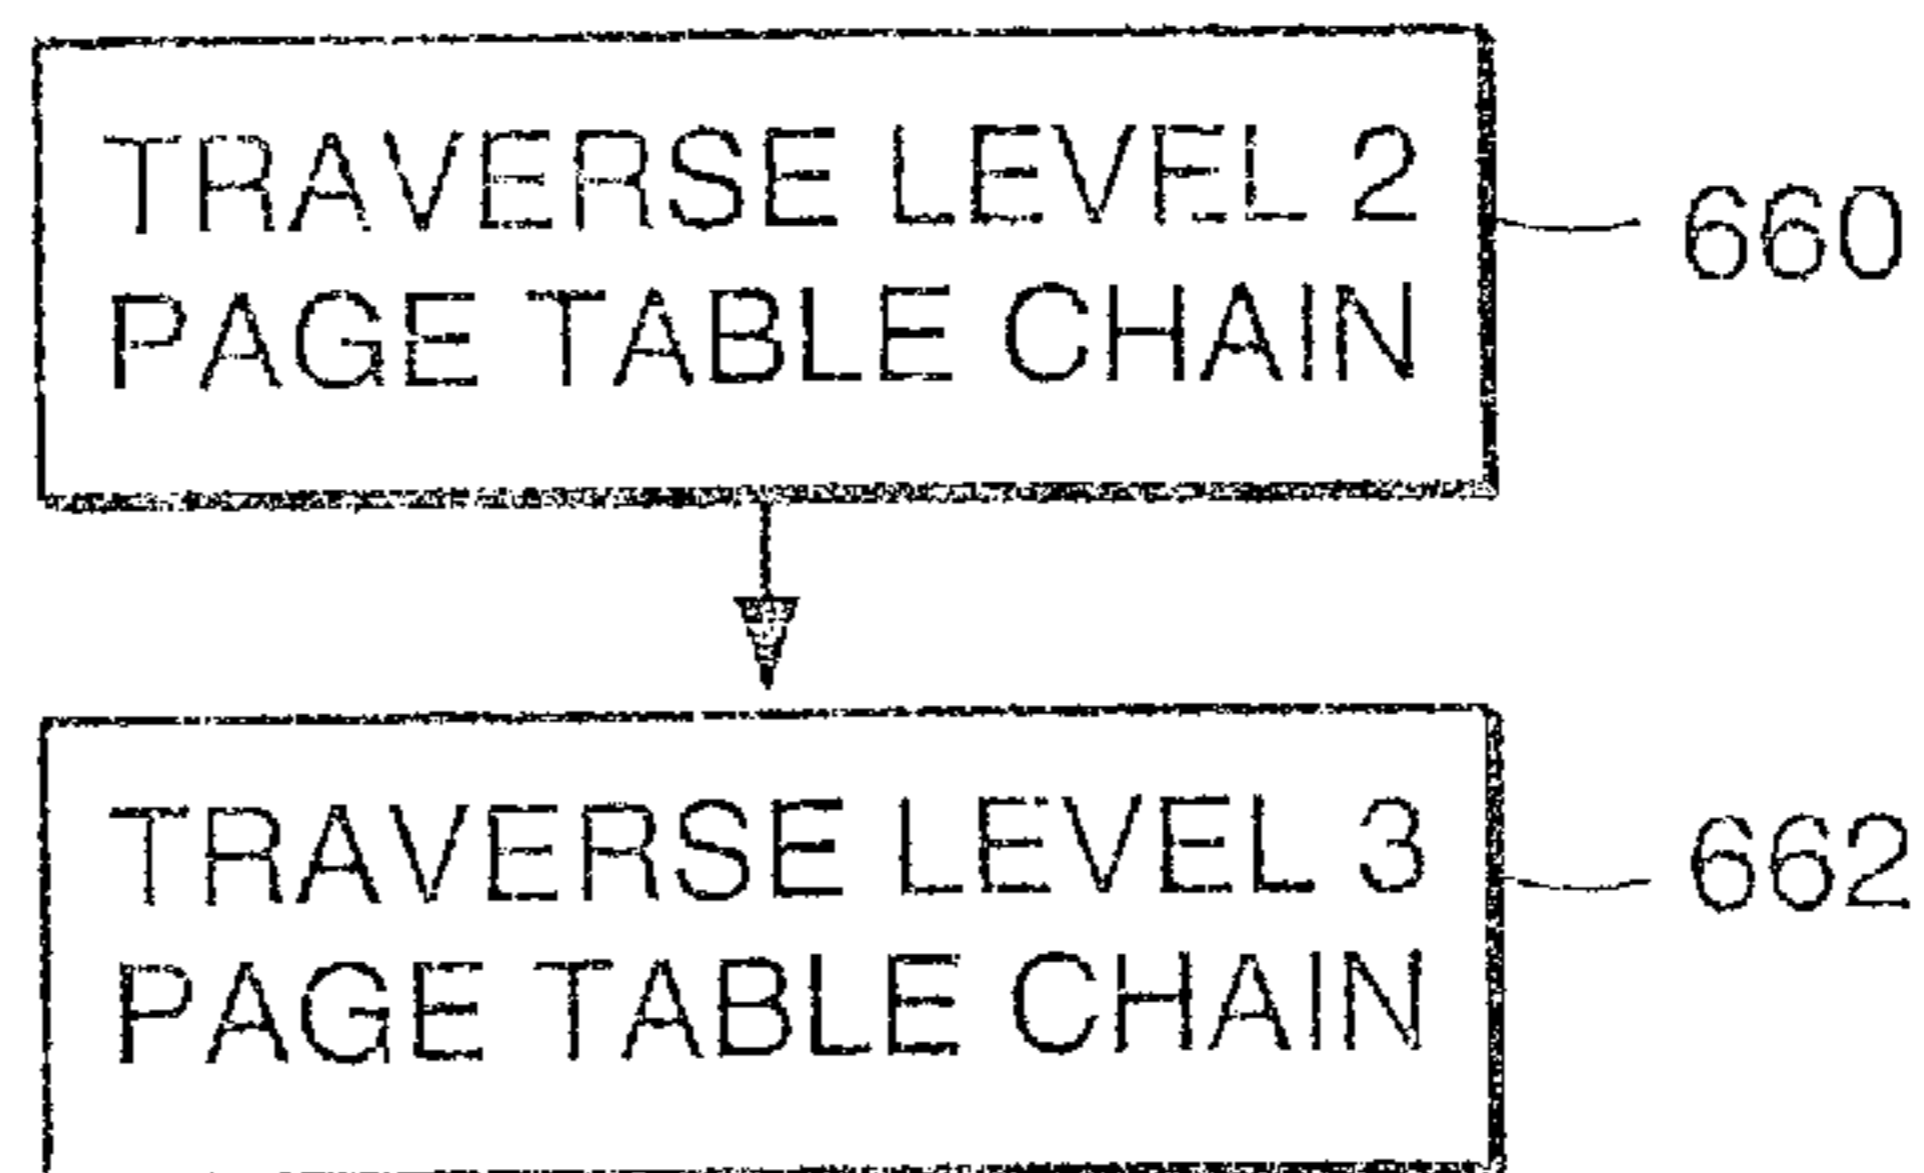 TRAVERSE LEVEL 2
PAGE TABLE CHAIN
660
TRAVERSE LEVEL 3
PAGE TABLE CHAIN
662